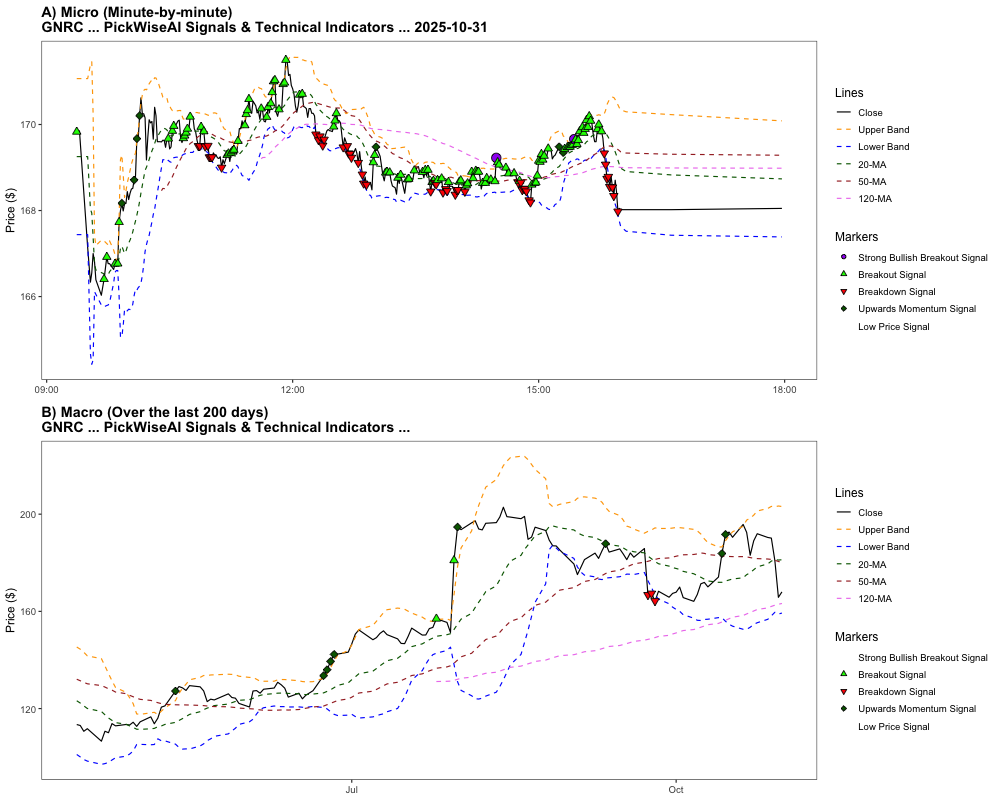 A) Micro (Minute-by-minute)
GNRC ... PickWiseAI Signals & Technical Indicators ... 2025-10-31
Price ($)
170
168
166
09:00
12:00
15:00
18:00
Lines
Close
Upper Band
Lower Band
20-MA
50-MA
120-MA
Markers
Strong Bullish Breakout Signal
Breakout Signal
Breakdown Signal
Upwards Momentum Signal
Low Price Signal
B) Macro (Over the last 200 days)
GNRC ... PickWiseAI Signals & Technical Indicators ...
Price ($)
200
160
120
Jul
Oct
Lines
Close
Upper Band
Lower Band
20-MA
50-MA
120-MA
Markers
Strong Bullish Breakout Signal
Breakout Signal
Breakdown Signal
Upwards Momentum Signal
Low Price Signal